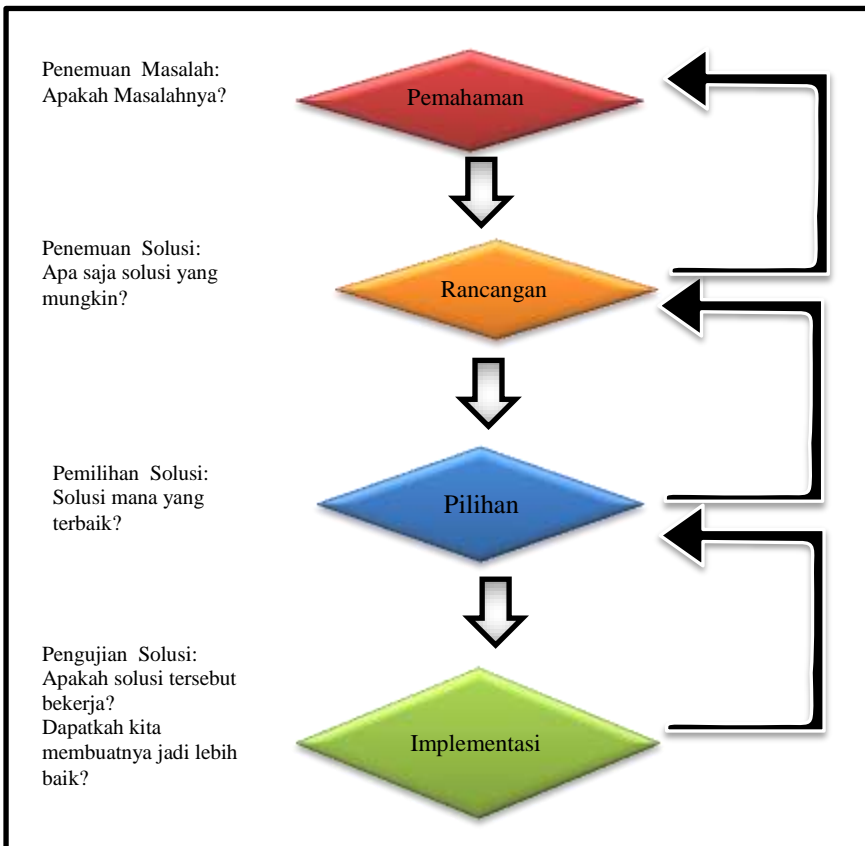 Penemuan Masalah:
Apakah Masalahnya?
Pemahaman
Penemuan Solusi:
Apa saja solusi yang
mungkin?
Rancangan
Pemilihan Solusi:
Solusi mana yang
terbaik?
Pilihan
Pengujian Solusi:
Apakah solusi tersebut
bekerja?
Dapatkah kita
membuatnya jadi lebih
baik?
Implementasi